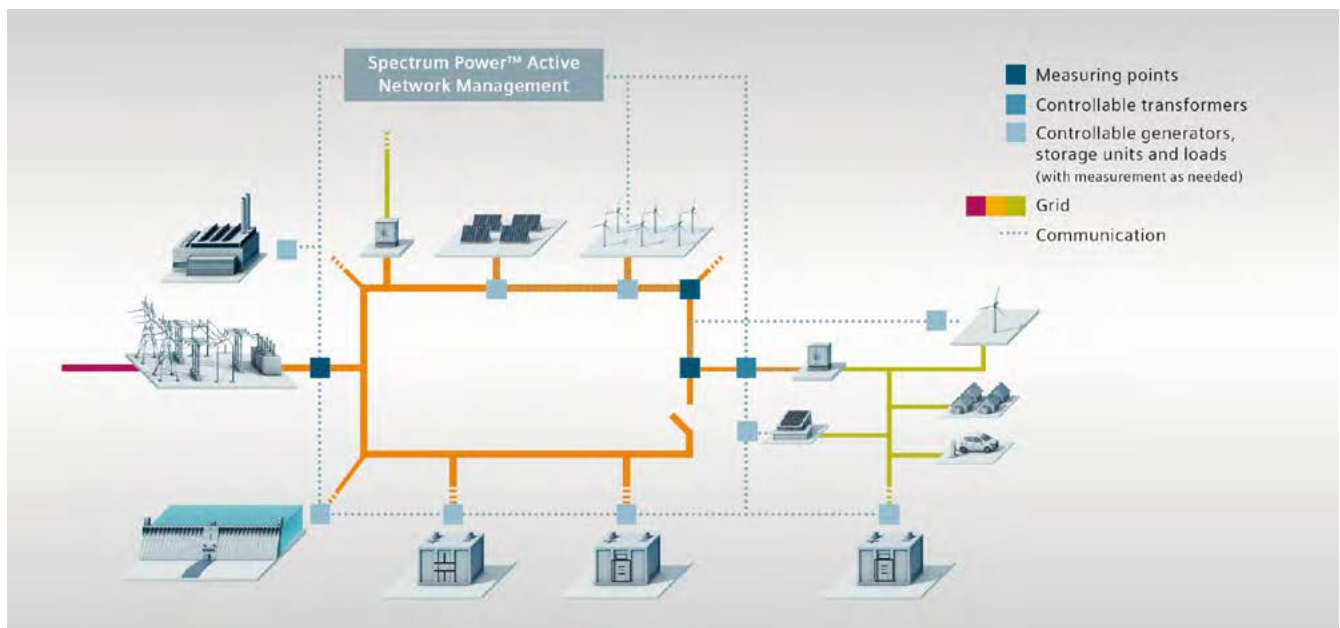 Spectrum Power™ Active
Network Management
Measuring points
Controllable transformers
Controllable generators,
storage units and loads
(with measurement as needed)
Grid
Communication